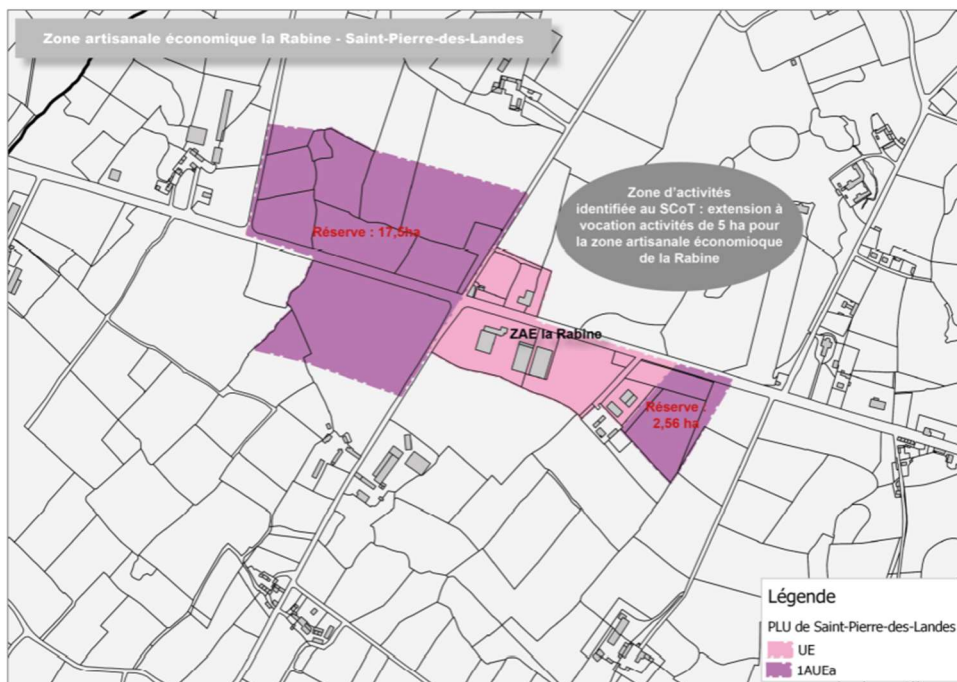 Zone artisanale économique la Rabine - Saint-Pierre-des-Landes
Zone d'activités
identifiée au SCoT : extension à
vocation activités de 5 ha pour
la zone artisanale économioque
de la Rabine
Réserve : 17,5ha
ZAE la Rabine
Réserve :
2,56 ha
Légende
PLU de Saint-Pierre-des-Landes
UE
1AUEa